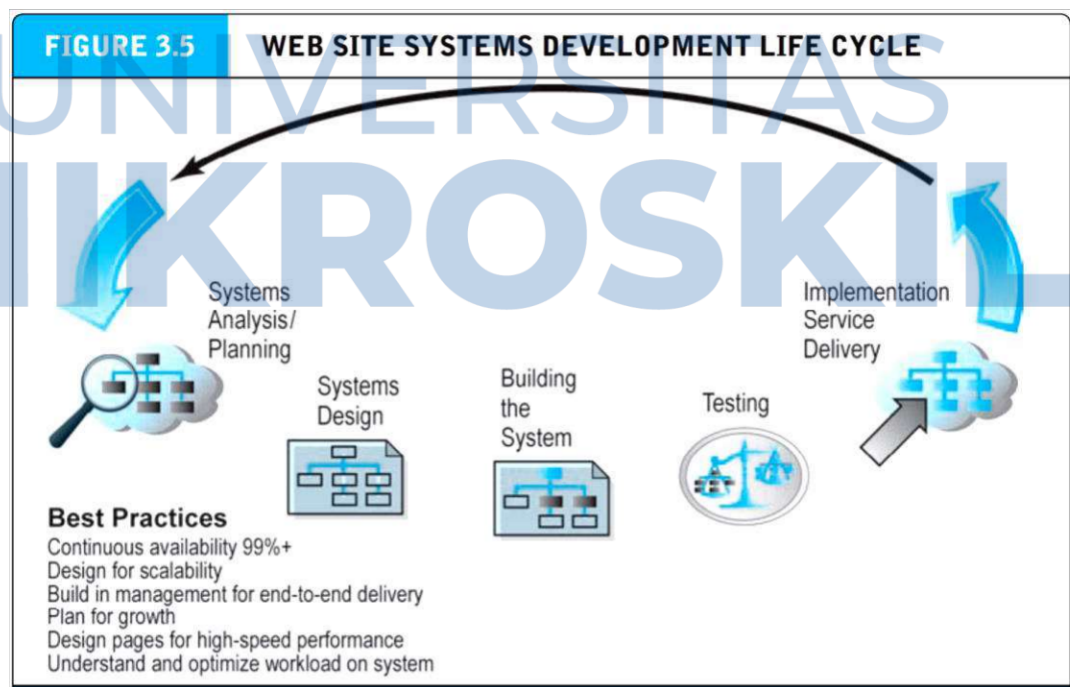 FIGURE 3.5 WEB SITE SYSTEMS DEVELOPMENT LIFE CYCLE
UNIVERSITAS
MIKROSKIL
Systems
Analysis/
Planning
Systems
Design
Building
the
System
Testing
Implementation
Service
Delivery
Best Practices
Continuous availability 99%+
Design for scalability
Build in management for end-to-end delivery
Plan for growth
Design pages for high-speed performance
Understand and optimize workload on system